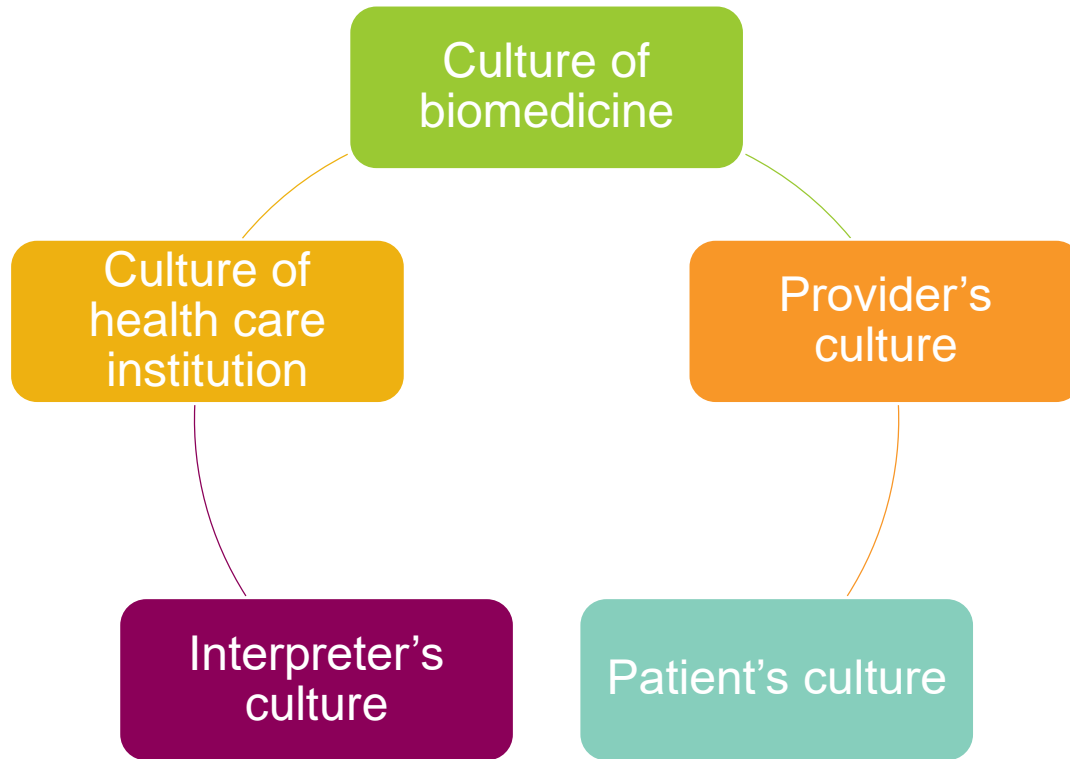 Culture of
biomedicine
Culture of
health care
institution
Provider’s
culture
Interpreter’s
culture
Patient’s culture